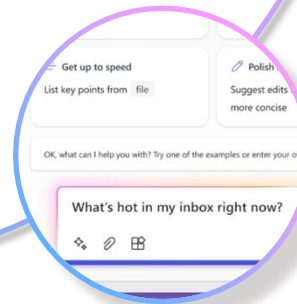 Get up to speed
List key points from file
Polish
Suggest edits
more concise
OK, what can I help you with? Try one of the examples or enter your
What's hot in my inbox right now?